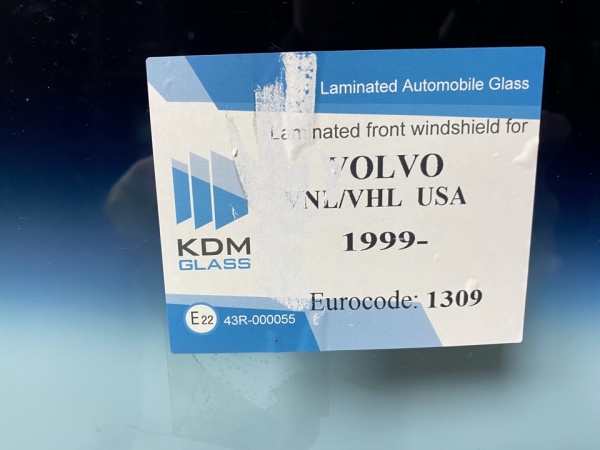 Laminated Automobile Glass
Laminated front windshield for
VOLVO
VNL/VHL USA
1999-
KDM
GLASS
Eurocode: 1309
E22 43R-000055